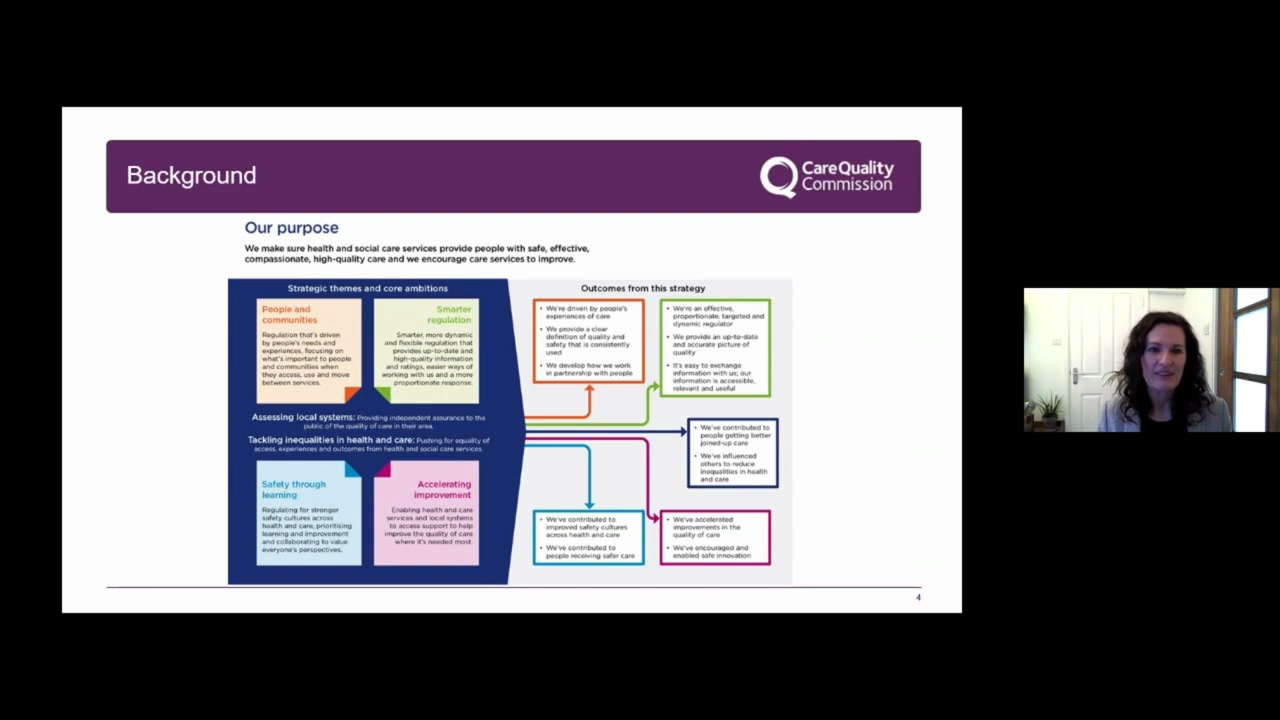 Background
CareQuality
Commission
Our purpose
We make sure health and social care services provide people with safe, effective,
compassionate, high-quality care and we encourage care services to improve.
Strategic themes and core ambitions
People and
communities
Regulation that's driven
by people's needs and
experiences, focusing on
what's important to people
and communities when
they access, use and move
between services.
Smarter
regulation
Smarter, more dynamic
and flexible regulation that
provides up-to-date and
high-quality information
and ratings, easier ways of
working with us and a more
proportionate response.
Assessing local systems: Providing independent assurance to the
public of the quality of care in their area.
Tackling inequalities in health and care: Pushing for equality of
access, experiences and outcomes from health and social care services.
Safety through
learning
Regulating for stronger
safety cultures across
health and care, prioritising
learning and improvement
and collaborating to value
everyone's perspectives.
Accelerating
improvement
Enabling health and care
services and local systems
to access support to help
improve the quality of care
where it's needed most.
Outcomes from this strategy
• We're driven by people's
experiences of care
• We provide a clear
definition of quality and
safety that is consistently
used
• We develop how we work
in partnership with people
• We're an effective,
proportionate, targeted and
dynamic regulator
• We provide an up-to-date
and accurate picture of
quality
• It's easy to exchange
information with us; our
information is accessible,
relevant and useful
• We've contributed to
people getting better
joined-up care
• We've influenced
others to reduce
inequalities in health
and care
• We've contributed to
improved safety cultures
across health and care
• We've contributed to
people receiving safer care
• We've accelerated
improvements in the
quality of care
• We've encouraged and
enabled safe innovation
4